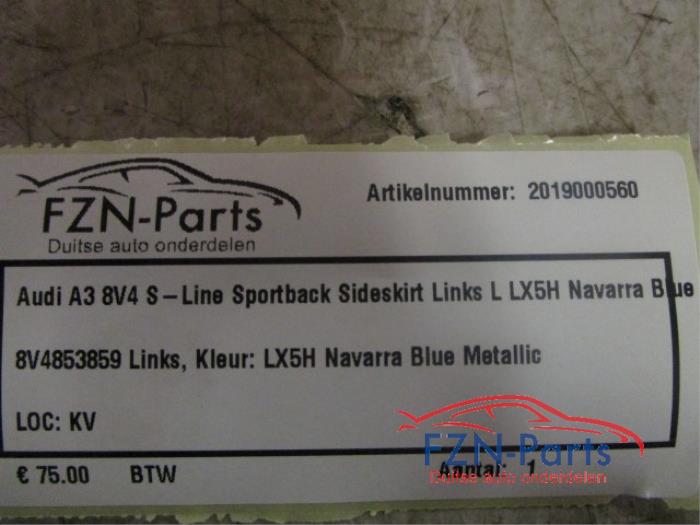 FZN-Parts
Duitse auto onderdelen
Artikelnummer: 2019000560
Audi A3 8V4 S-Line Sportback Sideskirt Links L LX5H Navarra Blue
8V4853859 Links, Kleur: LX5H Navarra Blue Metallic
LOC: KV
€ 75.00 BTW Aantal: 1
FZN-Parts
Duitse auto onderdelen